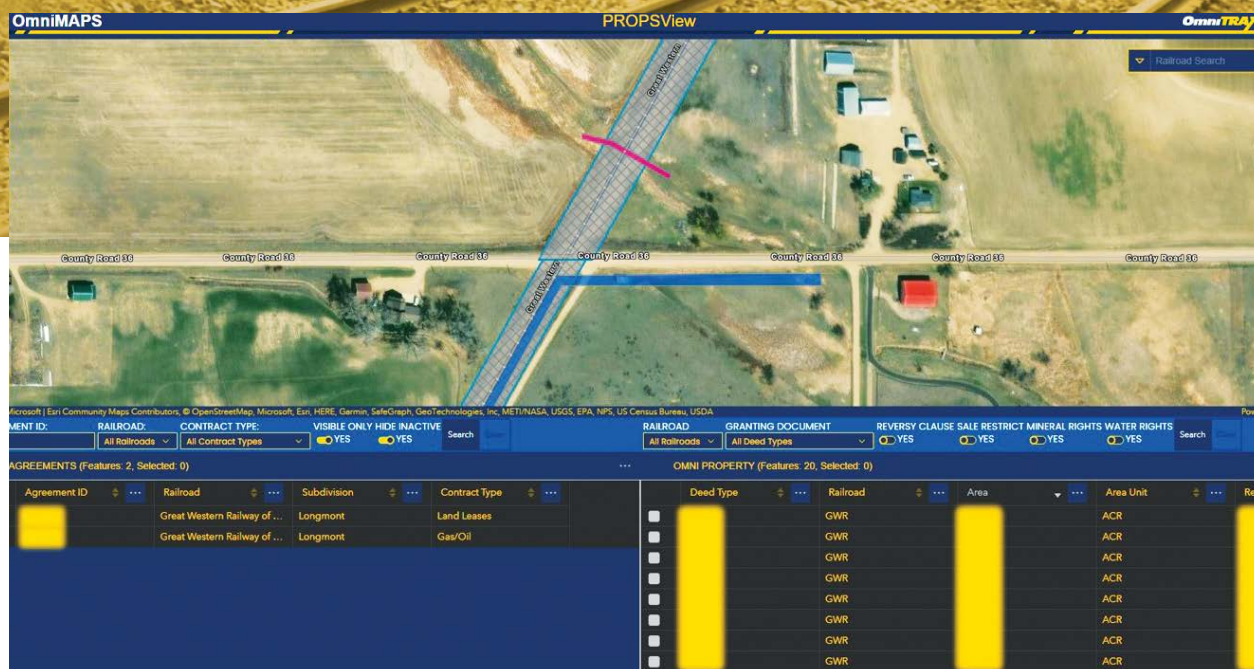 OmniMAPS
PROPSView
OmniTRAX
Railroad Search
Great Western
County Road 36 County Road 36 County Road 36 County Road 36 County Road 36 County Road 36 County Road 36
Great Western
Microsoft | Esri Community Maps Contributors, © OpenStreetMap, Microsoft, Esri, HERE, Garmin, SafeGraph, GeoTechnologies, Inc, METI/NASA, USGS, EPA, NPS, US Census Bureau, USDA
MENT ID: RAILROAD: CONTRACT TYPE: VISIBLE ONLY HIDE INACTIVE
All Railroads All Contract Types YES YES Search
RAILROAD GRANTING DOCUMENT REVERSY CLAUSE SALE RESTRICT MINERAL RIGHTS WATER RIGHTS
All Railroads All Deed Types YES YES YES YES Search
AGREEMENTS (Features: 2, Selected: 0)
Agreement ID Railroad Subdivision Contract Type
Great Western Railway of ... Longmont Land Leases
Great Western Railway of ... Longmont Gas/Oil
OMNI PROPERTY (Features: 20, Selected: 0)
Deed Type Railroad Area Area Unit Re
GWR ACR
GWR ACR
GWR ACR
GWR ACR
GWR ACR
GWR ACR
GWR ACR
GWR ACR